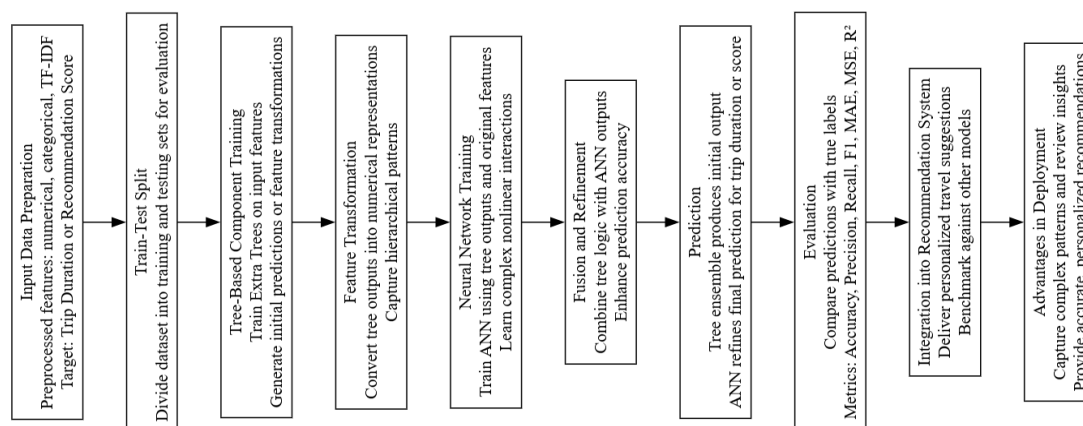 Input Data Preparation
Preprocessed features: numerical, categorical, TF-IDF
Target: Trip Duration or Recommendation Score
Train-Test Split
Divide dataset into training and testing sets for evaluation
Tree-Based Component Training
Train Extra Trees on input features
Generate initial predictions or feature transformations
Feature Transformation
Convert tree outputs into numerical representations
Capture hierarchical patterns
Neural Network Training
Train ANN using tree outputs and original features
Learn complex nonlinear interactions
Fusion and Refinement
Combine tree logic with ANN outputs
Enhance prediction accuracy
Prediction
Tree ensemble produces initial output
ANN refines final prediction for trip duration or score
Evaluation
Compare predictions with true labels
Metrics: Accuracy, Precision, Recall, F1, MAE, MSE, R²
Integration into Recommendation System
Deliver personalized travel suggestions
Benchmark against other models
Advantages in Deployment
Capture complex patterns and review insights
Provide accurate, personalized recommendations